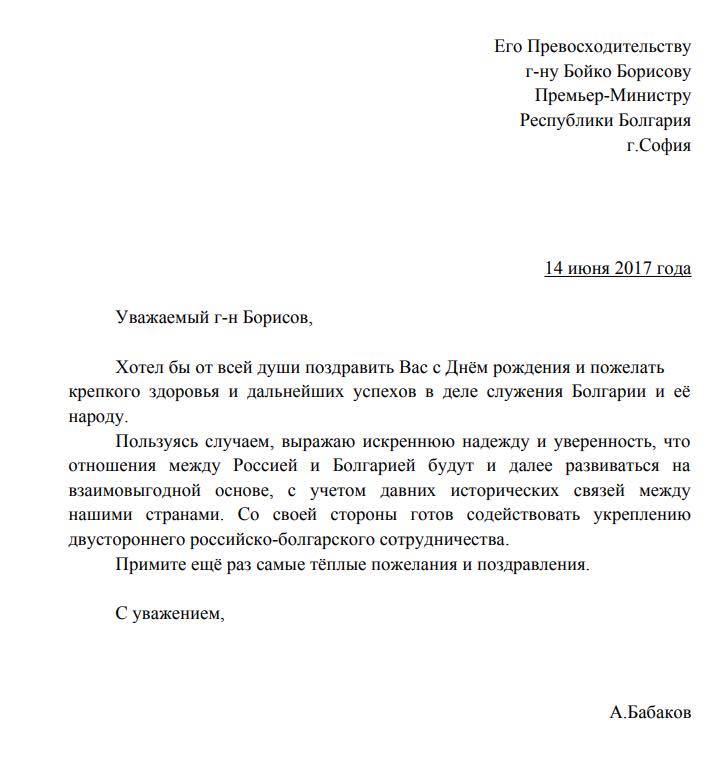 Его Превосходительству
г-ну Бойко Борисову
Премьер-Министру
Республики Болгария
г.София
14 июня 2017 года
Уважаемый г-н Борисов,
Хотел бы от всей души поздравить Вас с Днём рождения и пожелать
крепкого здоровья и дальнейших успехов в деле служения Болгарии и её
народу.
Пользуясь случаем, выражаю искреннюю надежду и уверенность, что
отношения между Россией и Болгарией будут и далее развиваться на
взаимовыгодной основе, с учетом давних исторических связей между
нашими странами. Со своей стороны готов содействовать укреплению
двустороннего российско-болгарского сотрудничества.
Примите ещё раз самые тёплые пожелания и поздравления.
С уважением,
А.Бабаков